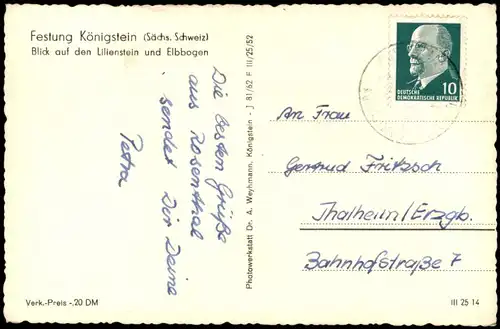 Festung Königstein (Sächs. Schweiz)
Blick auf den Lilienstein und Elbbogen
Die besten Grüße
aus Rosenthal
sendet Dir Deine
Petra
Verk.-Preis -,20 DM
Photowerkstatt Dr. A. Weyhmann, Königstein - J 81/62 F III/25/52
10
DEUTSCHE
DEMOKRATISCHE REPUBLIK
An Frau
Gertrud Fritzsch
Thalheim/Erzgb.
Bahnhofstraße 7
III 25 14